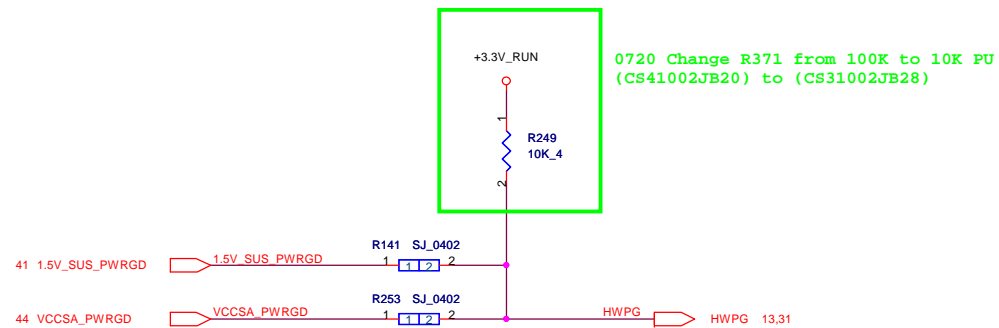 +3.3V_RUN
0720 Change R371 from 100K to 10K PU
(CS41002JB20) to (CS31002JB28)
1
R249
10K_4
2
R141 SJ_0402
41 1.5V_SUS_PWRGD 1.5V_SUS_PWRGD 1 1 2 2
R253 SJ_0402
44 VCCSA_PWRGD VCCSA_PWRGD 1 1 2 2 HWPG HWPG 13,31